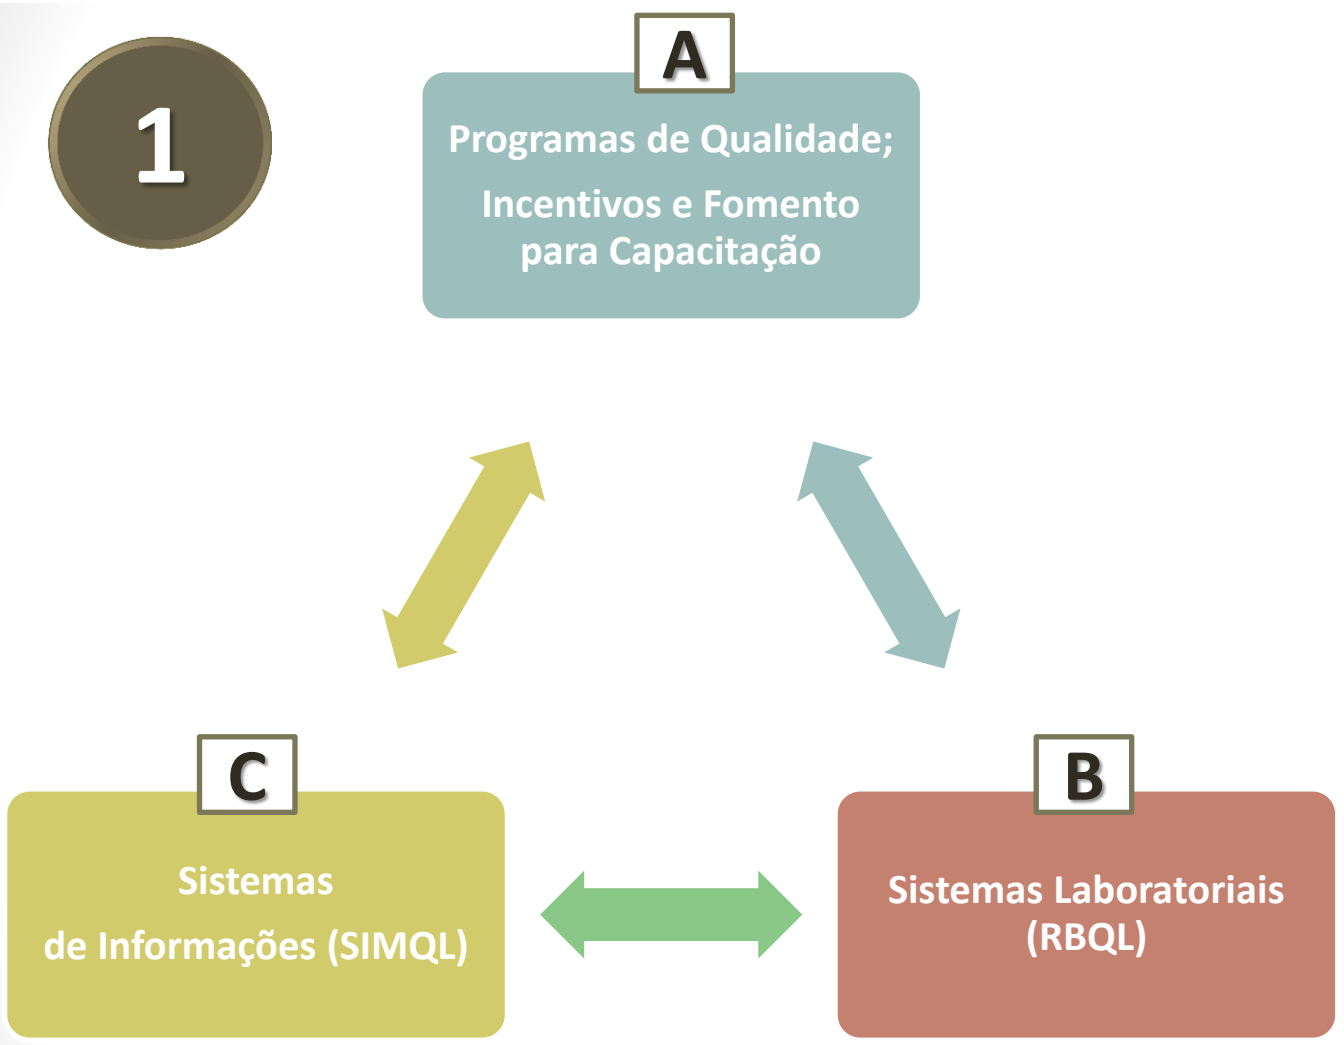 1
A
Programas de Qualidade;
Incentivos e Fomento
para Capacitação
C
Sistemas
de Informações (SIMQL)
B
Sistemas Laboratoriais
(RBQL)